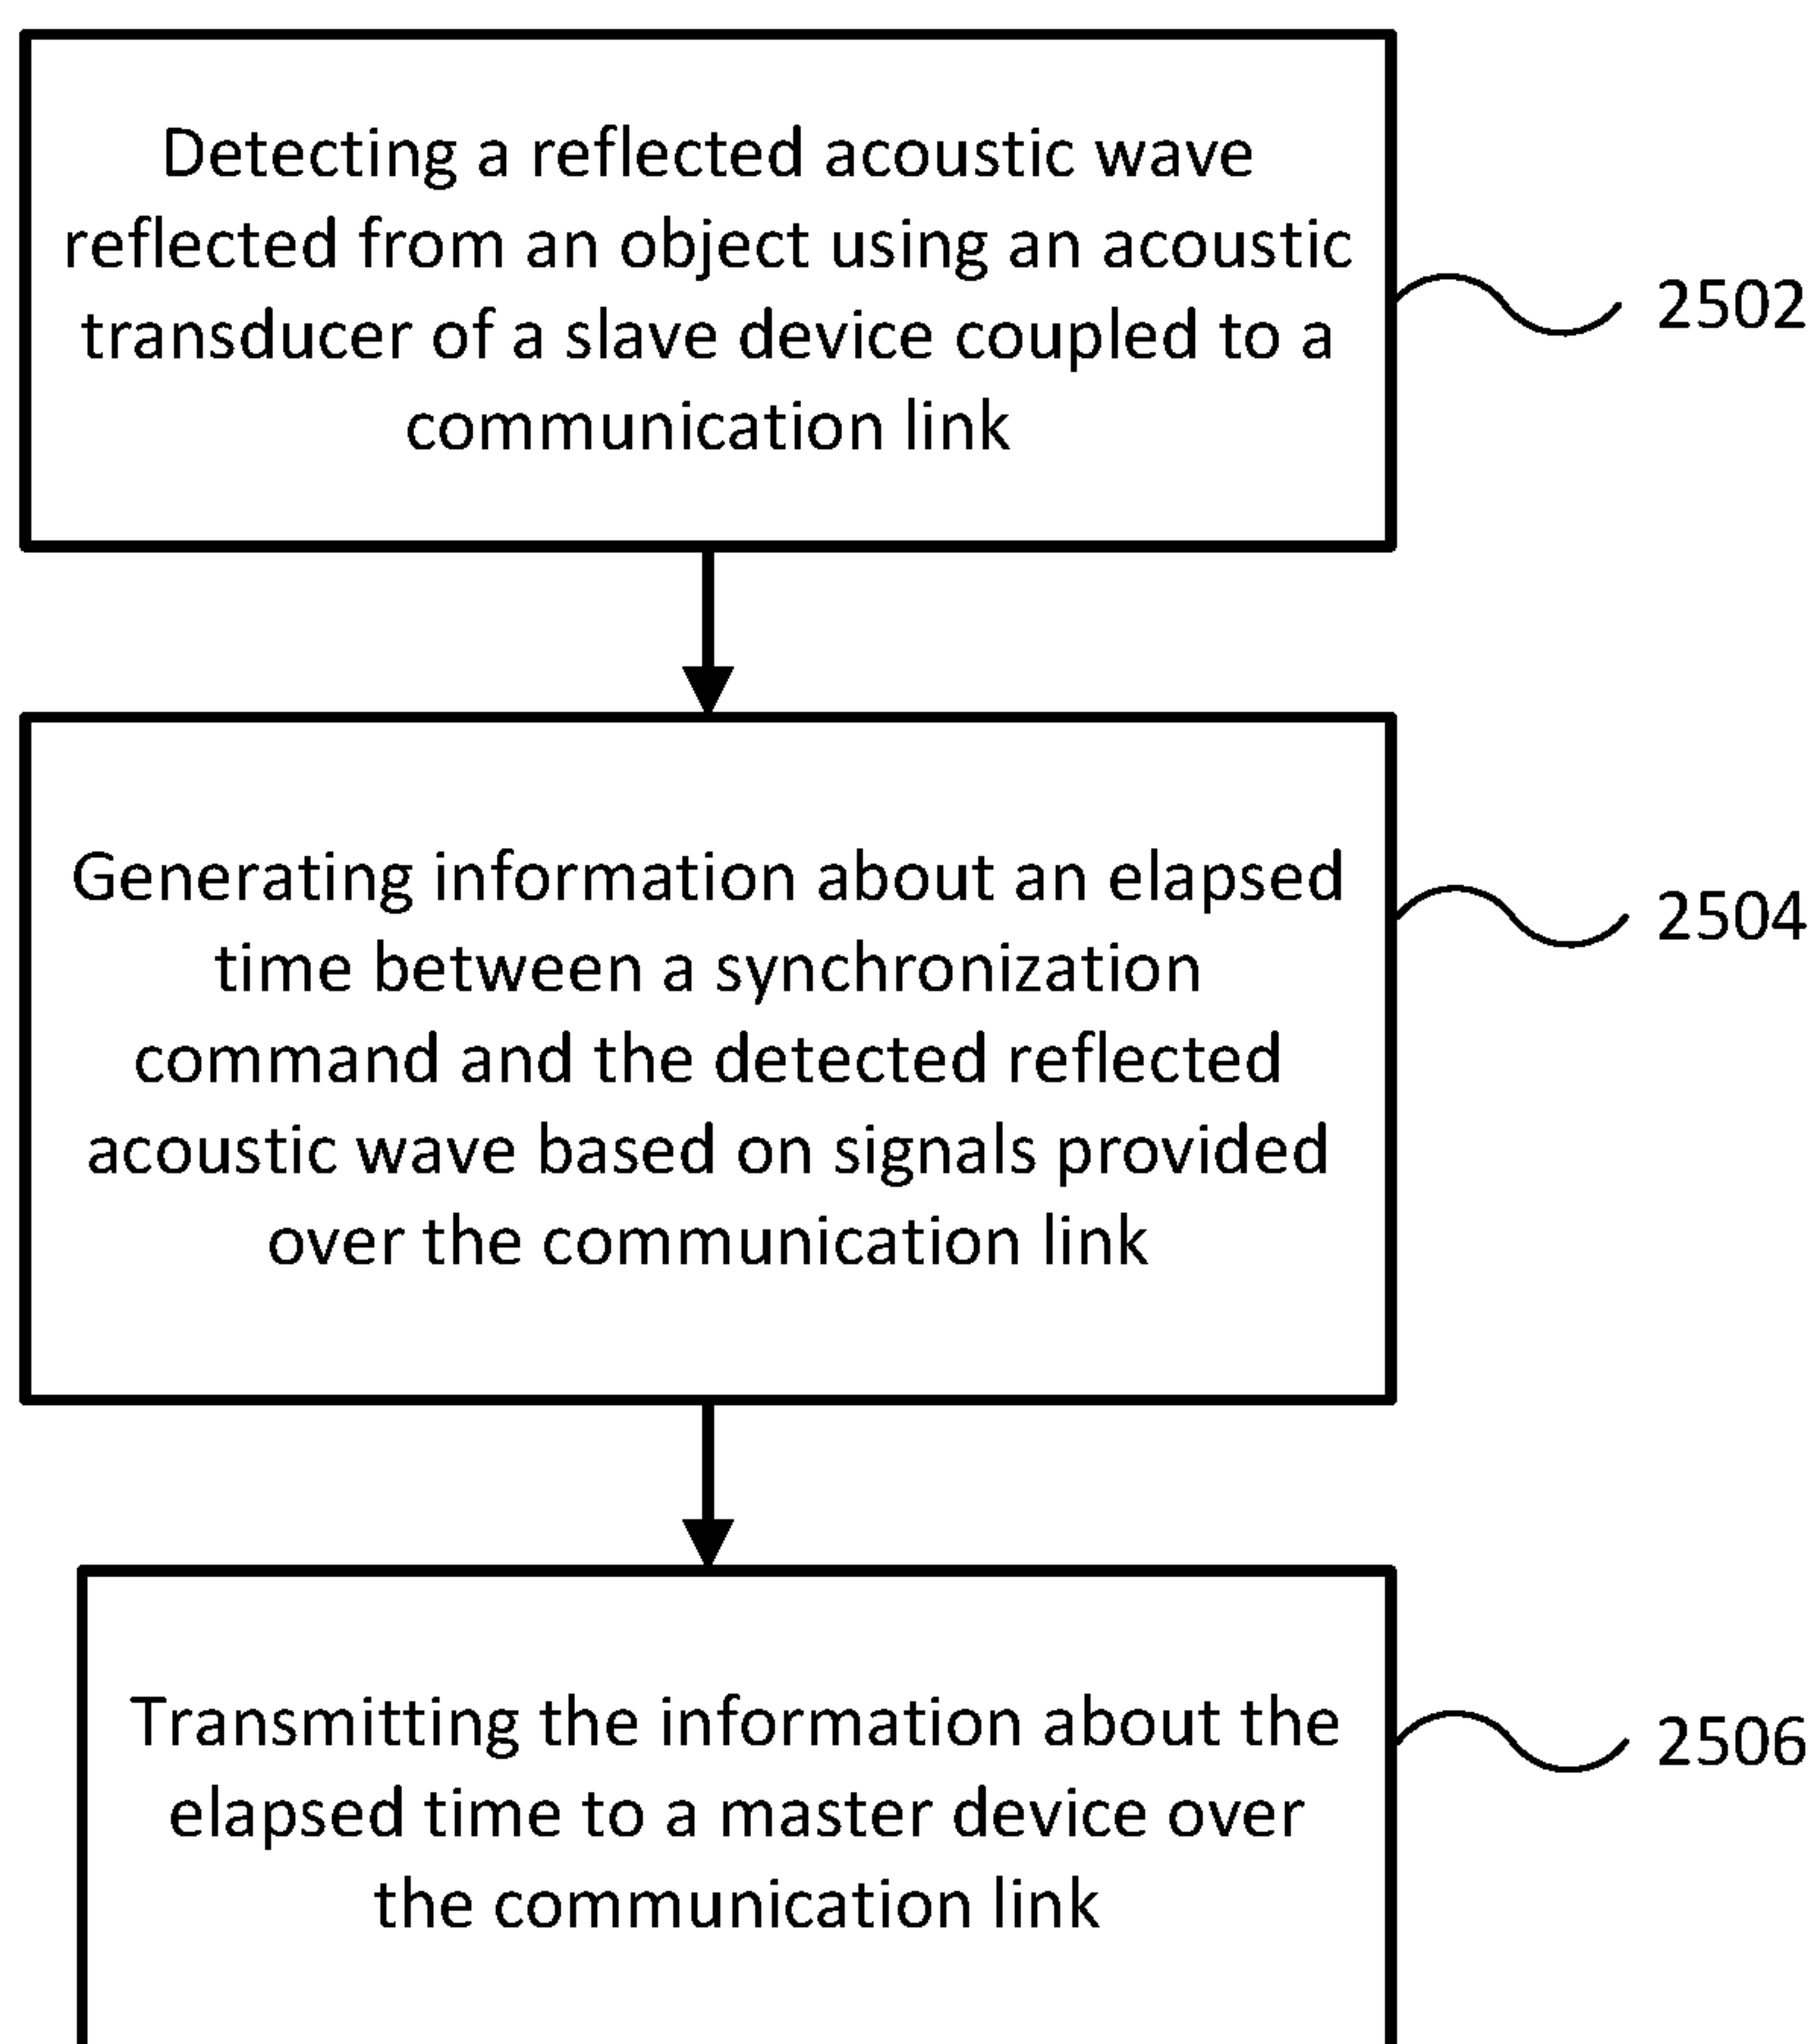 Detecting a reflected acoustic wave
reflected from an object using an acoustic
transducer of a slave device coupled to a
communication link
2502
Generating information about an elapsed
time between a synchronization
command and the detected reflected
acoustic wave based on signals provided
over the communication link
2504
Transmitting the information about the
elapsed time to a master device over
the communication link
2506